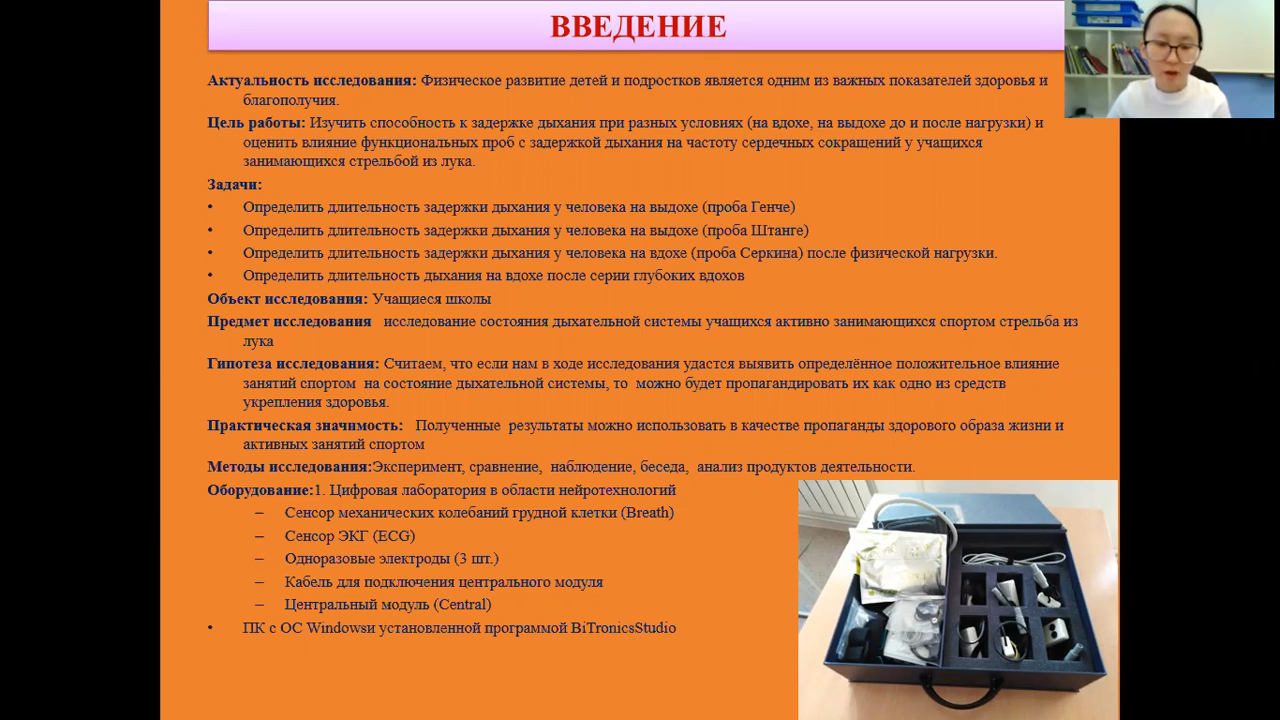 ВВЕДЕНИЕ
Актуальность исследования: Физическое развитие детей и подростков является одним из важных показателей здоровья и
благополучия.
Цель работы: Изучить способность к задержке дыхания при разных условиях (на вдохе, на выдохе до и после нагрузки) и
оценить влияние функциональных проб с задержкой дыхания на частоту сердечных сокрашений у учащихся
занимающихся стрельбой из лука.
Задачи:
• Определить длительность задержки дыхания у человека на выдохе (проба Генче)
• Определить длительность задержки дыхания у человека на выдохе (проба Штанге)
• Определить длительность задержки дыхания у человека на вдохе (проба Серкина) после физической нагрузки.
• Определить длительность дыхания на вдохе после серии глубоких вдохов
Объект исследования: Учащиеся школы
Предмет исследования исследование состояния дыхательной системы учащихся активно занимающихся спортом стрельба из
лука
Гипотеза исследования: Считаем, что если нам в ходе исследования удастся выявить определённое положительное влияние
занятий спортом на состояние дыхательной системы, то можно будет пропагандировать их как одно из средств
укрепления здоровья.
Практическая значимость: Полученные результаты можно использовать в качестве пропаганды здорового образа жизни и
активных занятий спортом
Методы исследования:Эксперимент, сравнение, наблюдение, беседа, анализ продуктов деятельности.
Оборудование:1. Цифровая лаборатория в области нейротехнологий
– Сенсор механических колебаний грудной клетки (Breath)
– Сенсор ЭКГ (ECG)
– Одноразовые электроды (3 шт.)
– Кабель для подключения центрального модуля
– Центральный модуль (Central)
• ПК с ОС Windowsи установленной программой BiTronicsStudio